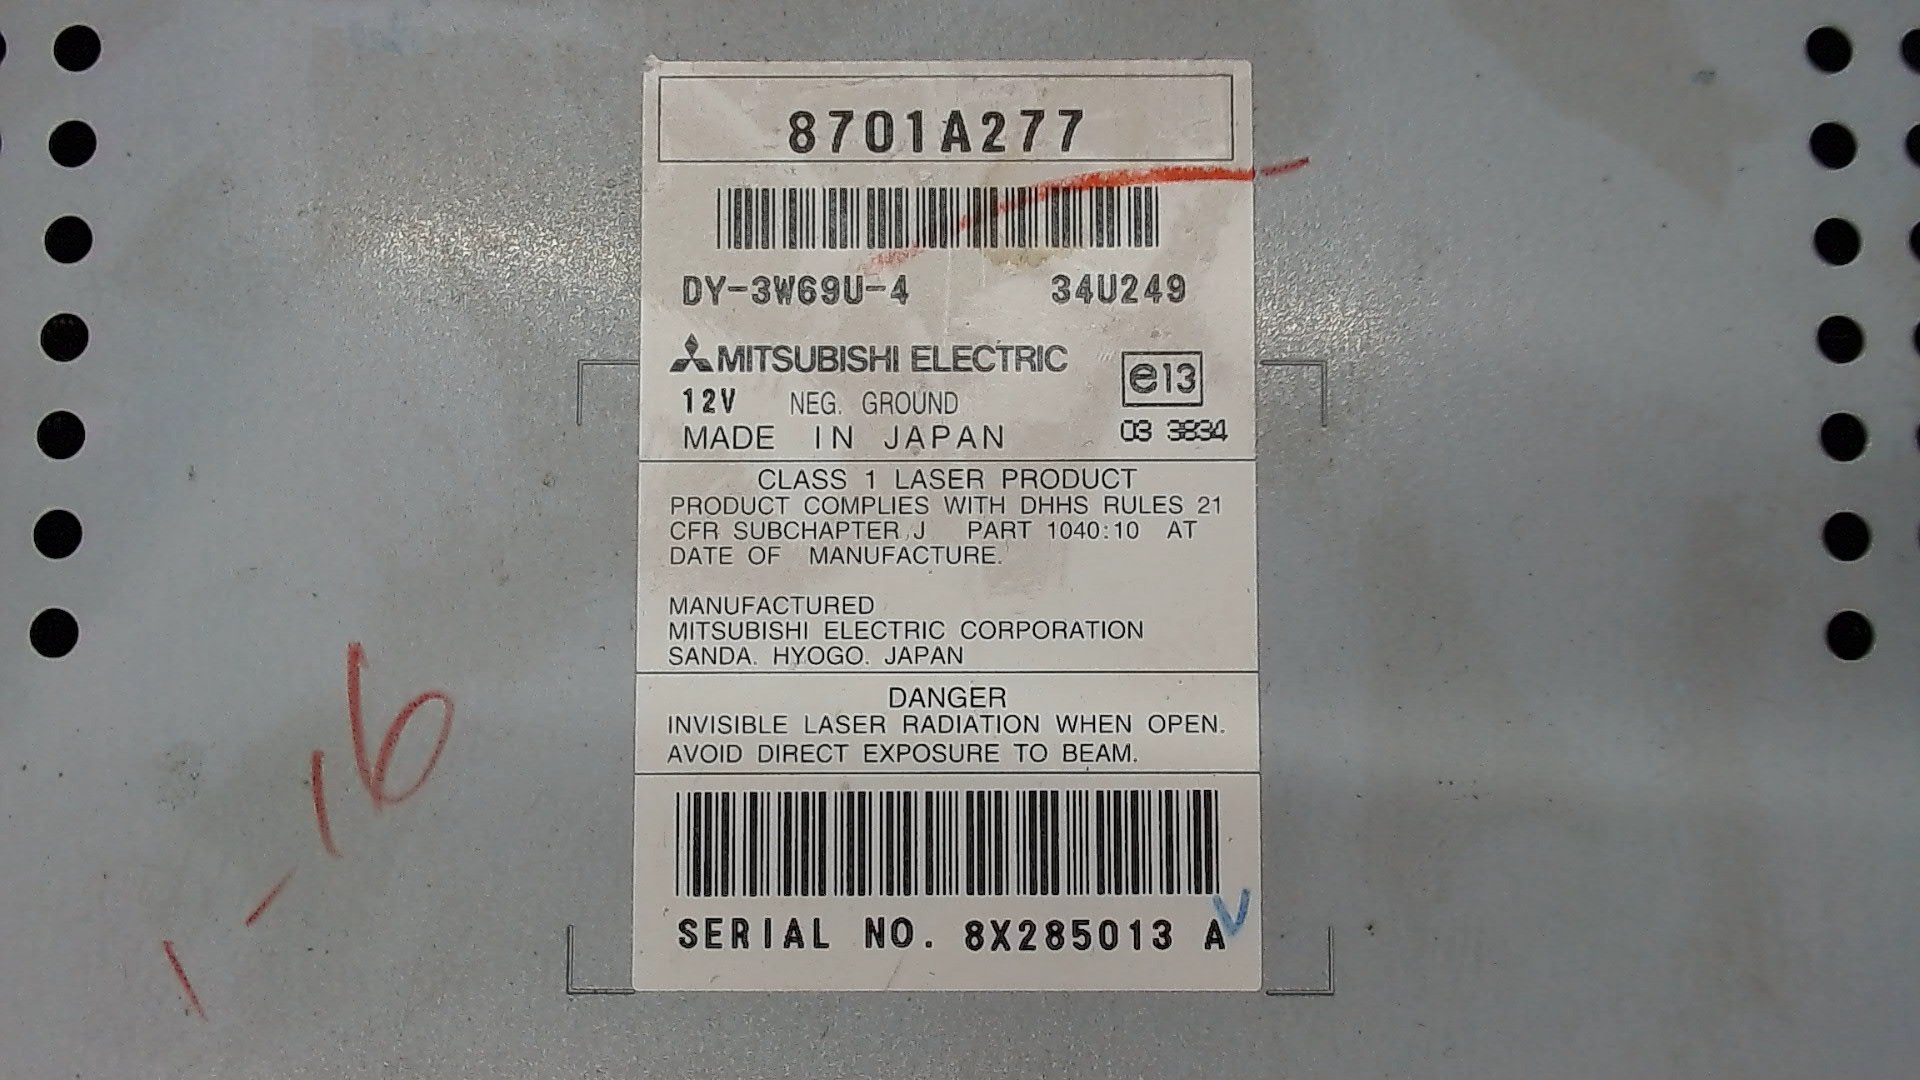 8701A277
DY-3W69U-4 34U249
MITSUBISHI ELECTRIC
e13
12V NEG. GROUND
MADE IN JAPAN
03 3834
CLASS 1 LASER PRODUCT
PRODUCT COMPLIES WITH DHHS RULES 21
CFR SUBCHAPTER J PART 1040:10 AT
DATE OF MANUFACTURE.
MANUFACTURED
MITSUBISHI ELECTRIC CORPORATION
SANDA. HYOGO. JAPAN
DANGER
INVISIBLE LASER RADIATION WHEN OPEN.
AVOID DIRECT EXPOSURE TO BEAM.
SERIAL NO. 8X285013 A
1-16